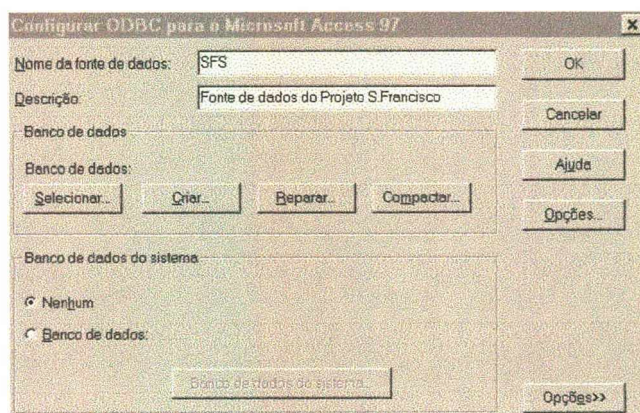 Configurar ODBC para o Microsoft Access 97
Nome da fonte de dados: SFS
OK
Descrição: Fonte de dados do Projeto S.Francisco
Cancelar
Banco de dados
Banco de dados:
Ajuda
Selecionar... Criar... Reparar... Compactar...
Opções...
Banco de dados do sistema
Nenhum
Banco de dados:
Banco de dados do sistema...
Opções>>